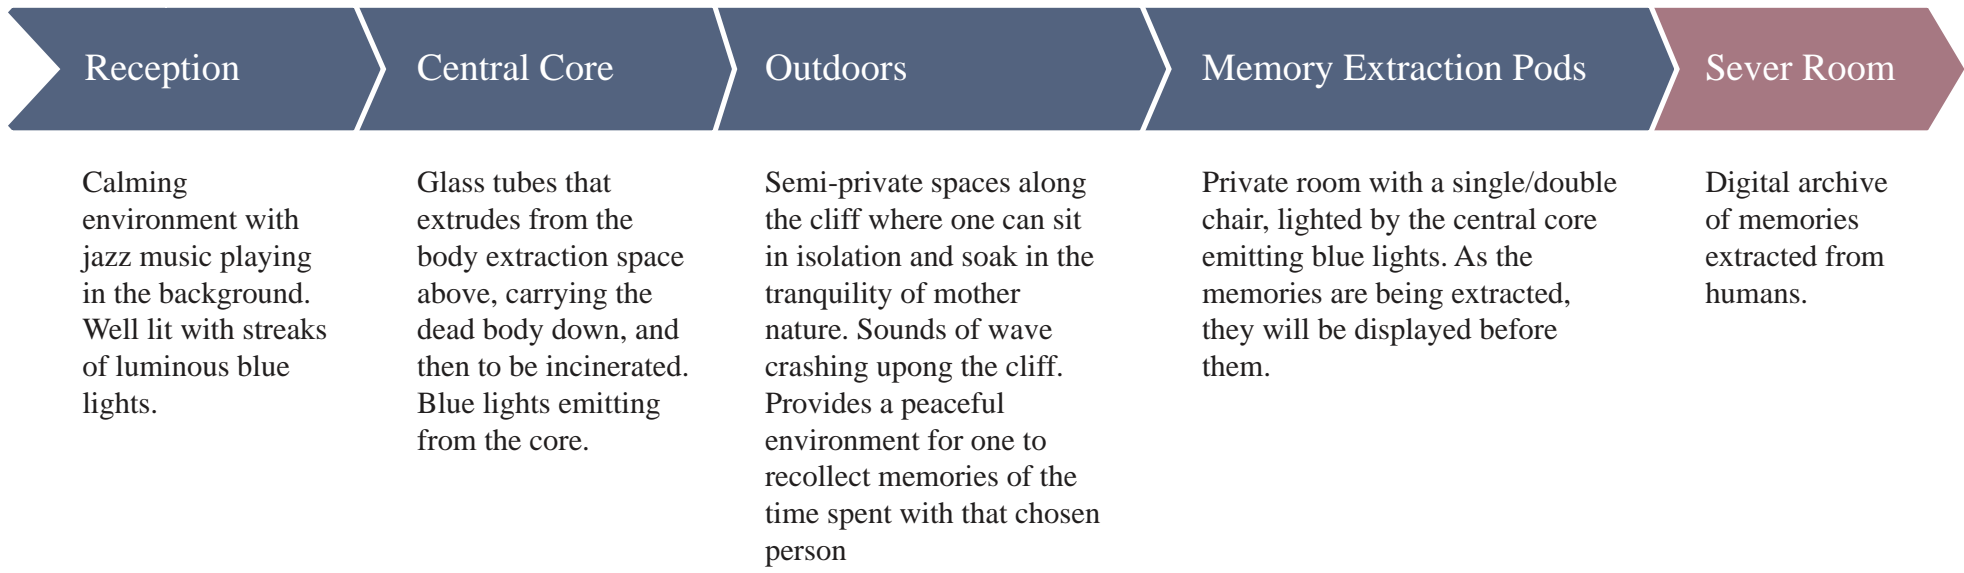 Reception
Central Core
Outdoors
Memory Extraction Pods
Sever Room
Calming
environment with
jazz music playing
in the background.
Well lit with streaks
of luminous blue
lights.
Glass tubes that
extrudes from the
body extraction space
above, carrying the
dead body down, and
then to be incinerated.
Blue lights emitting
from the core.
Semi-private spaces along
the cliff where one can sit
in isolation and soak in the
tranquility of mother
nature. Sounds of wave
crashing upong the cliff.
Provides a peaceful
environment for one to
recollect memories of the
time spent with that chosen
person
Private room with a single/double
chair, lighted by the central core
emitting blue lights. As the
memories are being extracted,
they will be displayed before
them.
Digital archive
of memories
extracted from
humans.